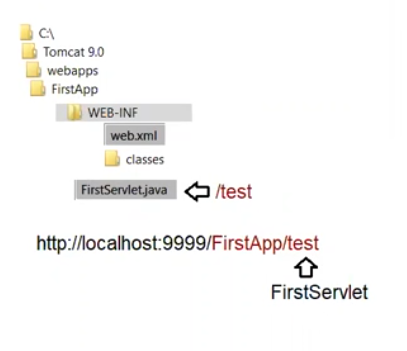 C:\
Tomcat 9.0
webapps
FirstApp
WEB-INF
web.xml
classes
FirstServlet.java /test
http://localhost:9999/FirstApp/test
FirstServlet